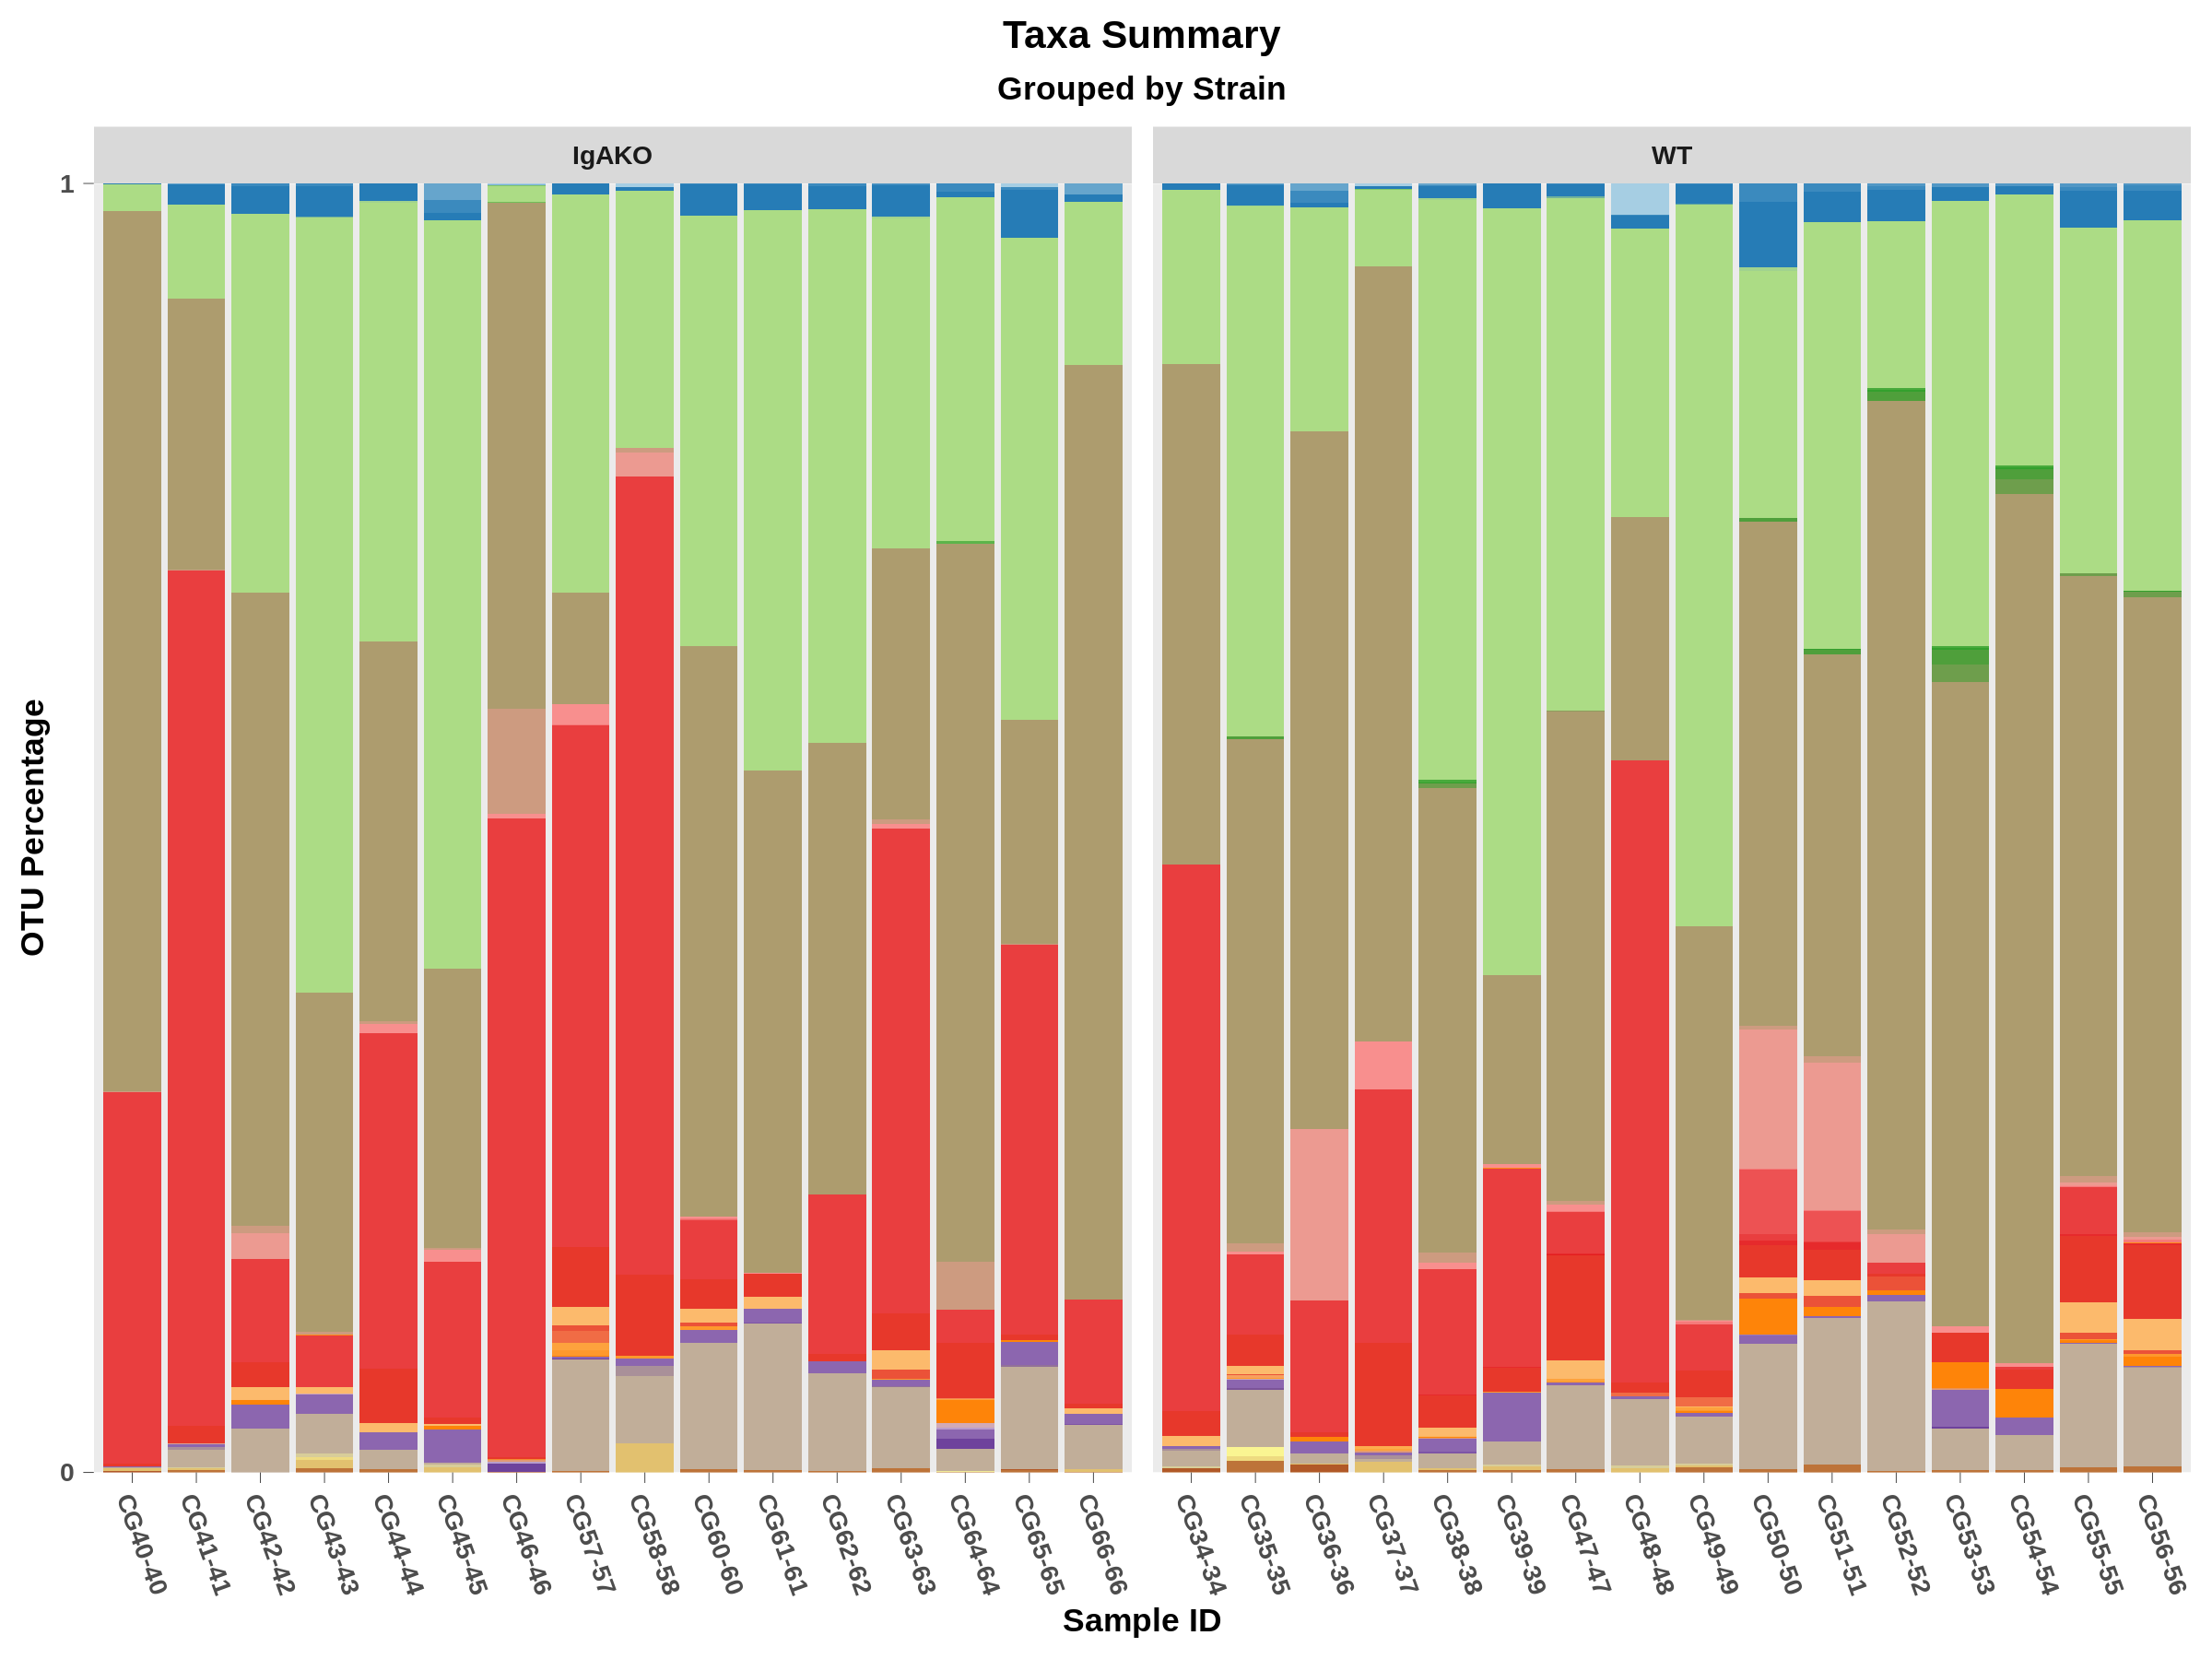 Taxa Summary
Grouped by Strain
IgAKO
WT
OTU Percentage
1
0
CG40-40
CG41-41
CG42-42
CG43-43
CG44-44
CG45-45
CG46-46
CG57-57
CG58-58
CG60-60
CG61-61
CG62-62
CG63-63
CG64-64
CG65-65
CG66-66
CG34-34
CG35-35
CG36-36
CG37-37
CG38-38
CG39-39
CG47-47
CG48-48
CG49-49
CG50-50
CG51-51
CG52-52
CG53-53
CG54-54
CG55-55
CG56-56
Sample ID